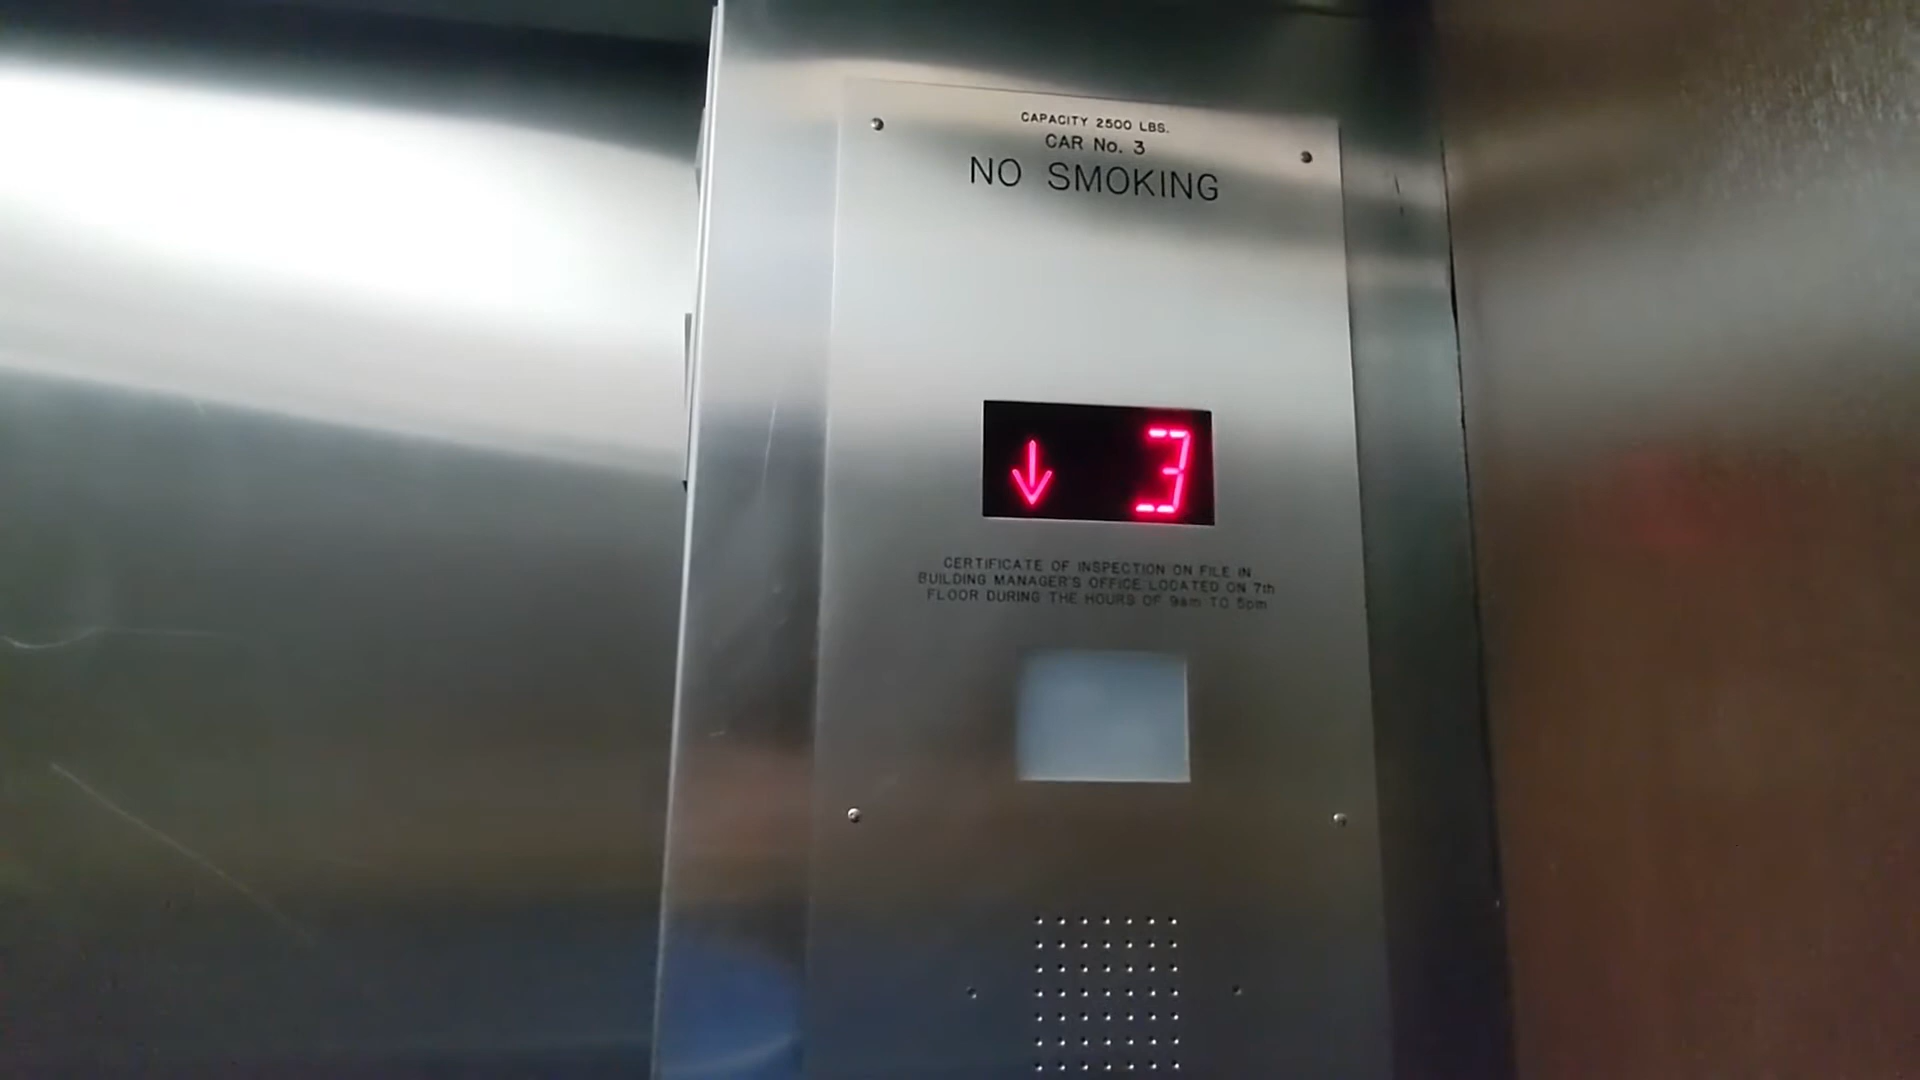 CAPACITY 2500 LBS.
CAR No. 3
NO SMOKING
↓ 3
CERTIFICATE OF INSPECTION ON FILE IN
BUILDING MANAGER'S OFFICE LOCATED ON 7th
FLOOR DURING THE HOURS OF 9am TO 5pm